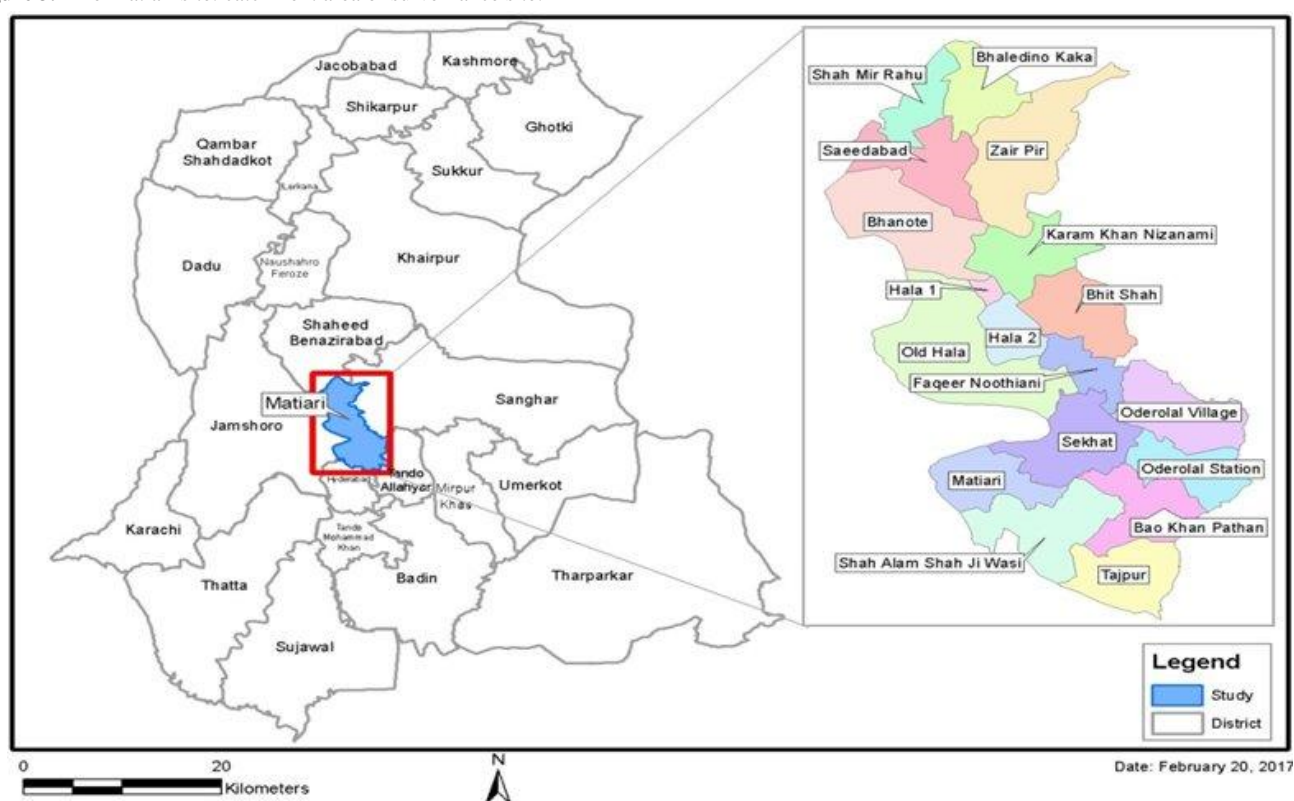 Jacobabad
Kashmore
Shikarpur
Ghotki
Qambar
Shahdadkot
Sukkur
Larkana
Dadu
Naushahro
Feroze
Khairpur
Shaheed
Benazirabad
Matiari
Sanghar
Jamshoro
Hyderabad
Tando
Allahyar
Mirpur
Khas
Umerkot
Karachi
Tando
Mohammad
Khan
Thatta
Badin
Tharparkar
Sujawal
Bhaledino Kaka
Shah Mir Rahu
Saeedabad
Zair Pir
Bhanote
Karam Khan Nizanami
Hala 1
Bhit Shah
Hala 2
Old Hala
Faqeer Noothiani
Oderolal Village
Sekhat
Oderolal Station
Matiari
Bao Khan Pathan
Shah Alam Shah Ji Wasi
Tajpur
Legend
Study
District
0 20
Kilometers
N
Date: February 20, 2017